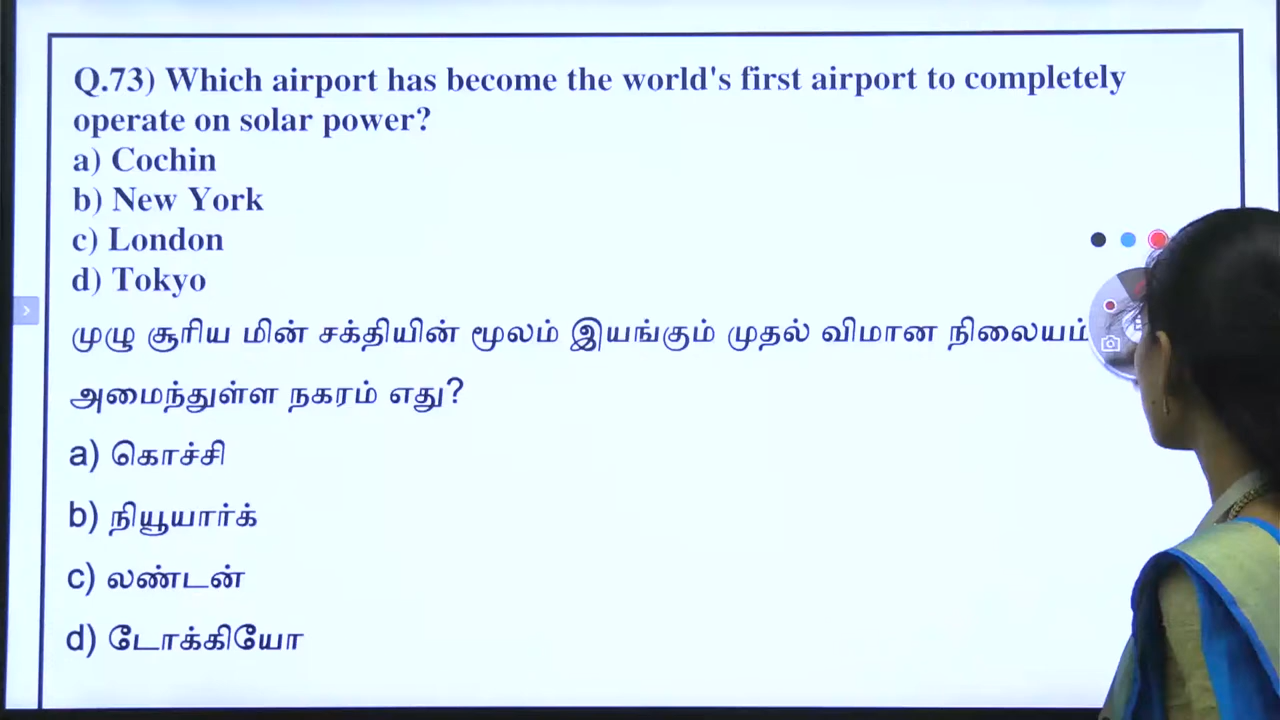 Q.73) Which airport has become the world's first airport to completely
operate on solar power?
a) Cochin
b) New York
c) London
d) Tokyo
முழு சூரிய மின் சக்தியின் மூலம் இயங்கும் முதல் விமான நிலையம்
அமைந்துள்ள நகரம் எது?
a) கொச்சி
b) நியூயார்க்
c) லண்டன்
d) டோக்கியோ